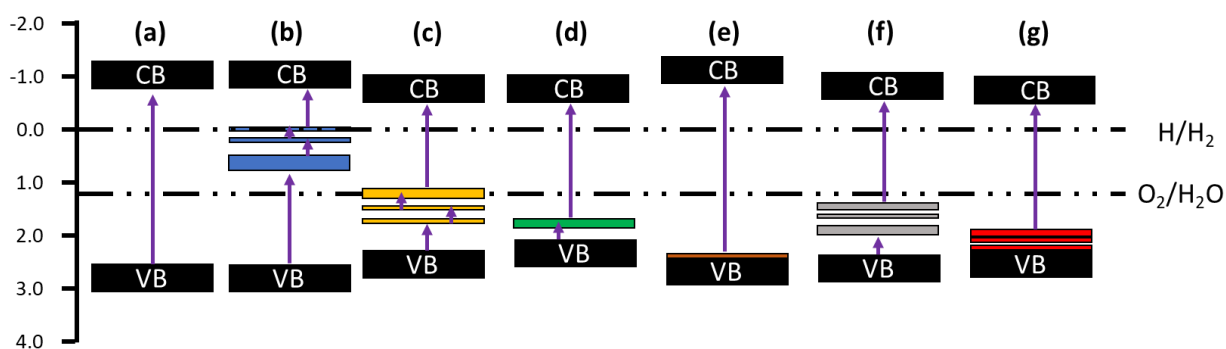 -2.0
-1.0
0.0
1.0
2.0
3.0
4.0
(a) (b) (c) (d) (e) (f) (g)
CB CB CB CB CB CB CB
H/H2
O2/H2O
VB VB VB VB VB VB VB